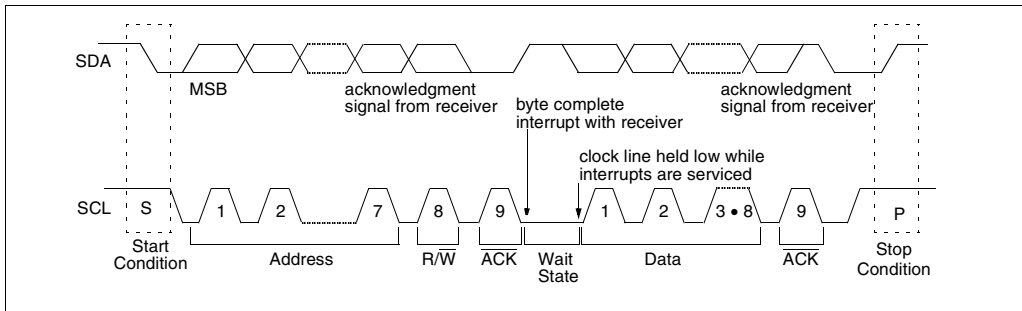 SDA
MSB
acknowledgment
signal from receiver
byte complete
interrupt with receiver
acknowledgment
signal from receiver
clock line held low while
interrupts are serviced
SCL
S
1
2
7
8
9
1
2
3 • 8
9
P
Start
Condition
Address
R/W̅
A̅C̅K̅
Wait
State
Data
A̅C̅K̅
Stop
Condition